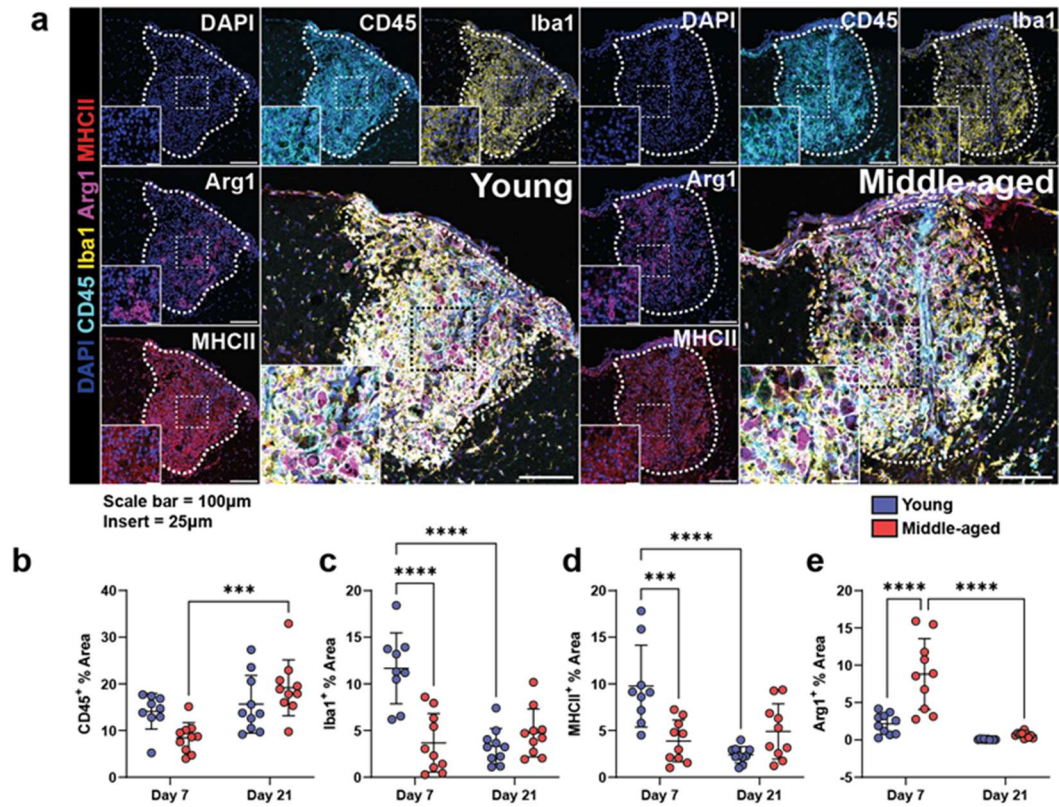 a
DAPI CD45 Iba1 Arg1 MHCII
DAPI
CD45
Iba1
DAPI
CD45
Iba1
Arg1
Young
Arg1
Middle-aged
MHCII
MHCII
Scale bar = 100µm
Insert = 25µm
Young
Middle-aged
b
CD45+ % Area
40
30
20
10
0
***
Day 7
Day 21
c
Iba1+ % Area
20
15
10
5
0
****
****
Day 7
Day 21
d
MHCII+ % Area
20
15
10
5
0
***
****
Day 7
Day 21
e
Arg1+ % Area
20
15
10
5
0
-5
****
****
Day 7
Day 21